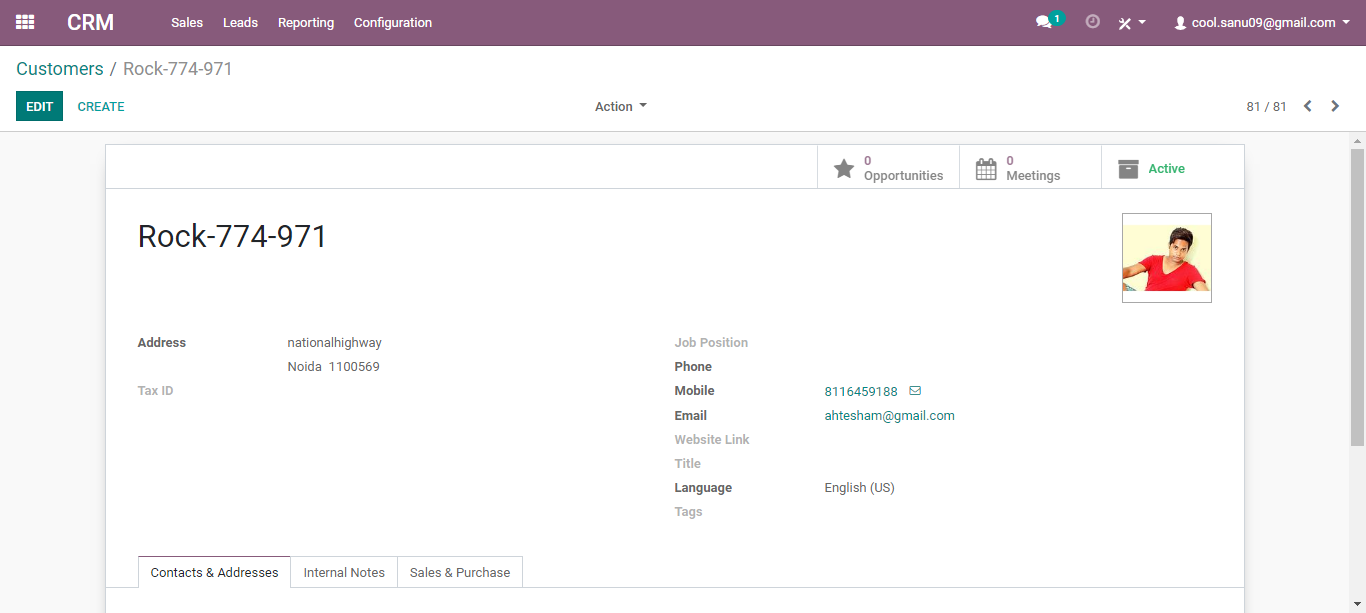 CRM Sales Leads Reporting Configuration 1 cool.sanu09@gmail.com
Customers / Rock-774-971
EDIT CREATE Action 81 / 81
0 Opportunities
0 Meetings
Active
Rock-774-971
Address nationalhighway
Noida 1100569
Tax ID
Job Position
Phone
Mobile 8116459188
Email ahtesham@gmail.com
Website Link
Title
Language English (US)
Tags
Contacts & Addresses Internal Notes Sales & Purchase